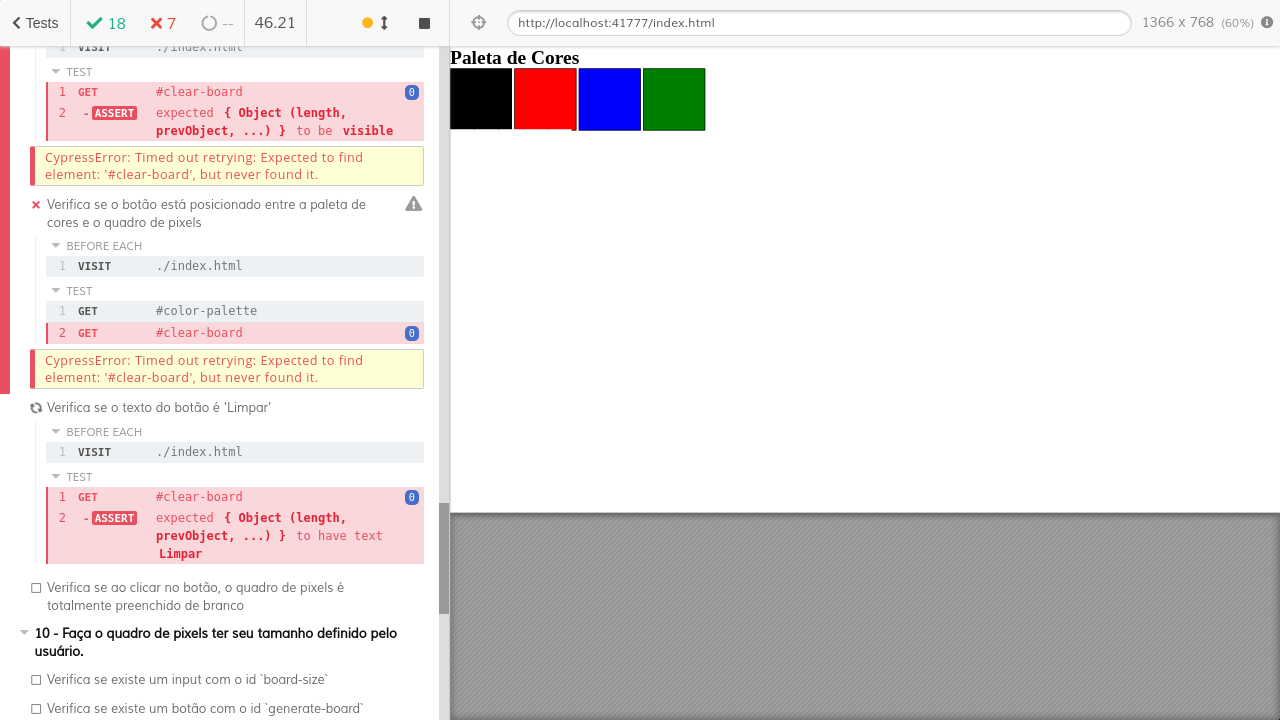 Tests 18 7 -- 46.21 http://localhost:41777/index.html 1366 x 768 (60%)
1 VISIT ./index.html
TEST
1 GET #clear-board 0
2 -ASSERT expected { Object (length,
prevObject, ...) } to be visible
CypressError: Timed out retrying: Expected to find
element: '#clear-board', but never found it.
Verifica se o botão está posicionado entre a paleta de
cores e o quadro de pixels
BEFORE EACH
1 VISIT ./index.html
TEST
1 GET #color-palette
2 GET #clear-board 0
CypressError: Timed out retrying: Expected to find
element: '#clear-board', but never found it.
Verifica se o texto do botão é 'Limpar'
BEFORE EACH
1 VISIT ./index.html
TEST
1 GET #clear-board 0
2 -ASSERT expected { Object (length,
prevObject, ...) } to have text
Limpar
Verifica se ao clicar no botão, o quadro de pixels é
totalmente preenchido de branco
10 - Faça o quadro de pixels ter seu tamanho definido pelo
usuário.
Verifica se existe um input com o id `board-size`
Verifica se existe um botão com o id `generate-board`
Paleta de Cores